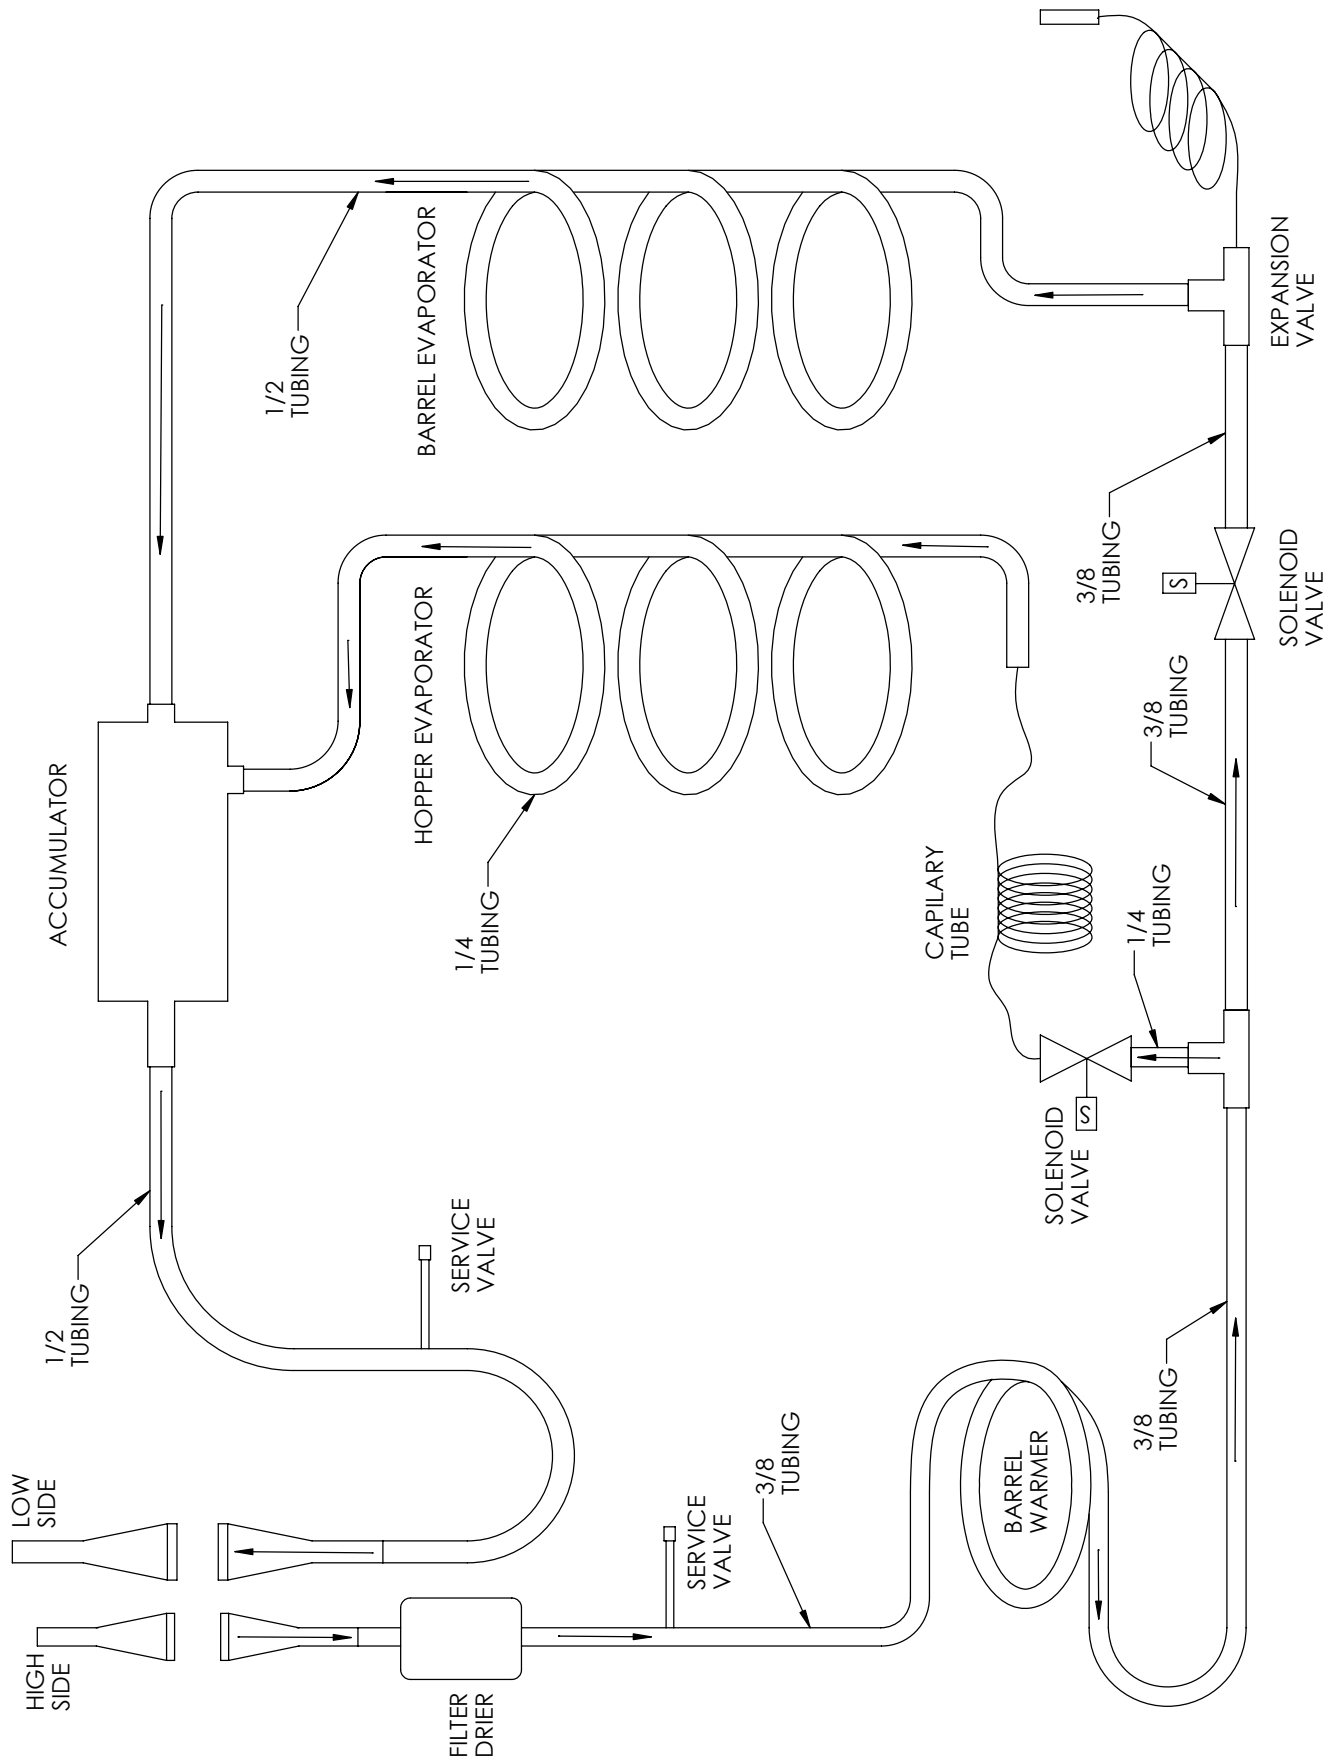 HIGH
SIDE
LOW
SIDE
FILTER
DRIER
1/2
TUBING
SERVICE
VALVE
SERVICE
VALVE
3/8
TUBING
BARREL
WARMER
3/8
TUBING
ACCUMULATOR
1/4
TUBING
HOPPER EVAPORATOR
SOLENOID
VALVE
S
CAPILARY
TUBE
1/4
TUBING
3/8
TUBING
1/2
TUBING
BARREL EVAPORATOR
3/8
TUBING
S
SOLENOID
VALVE
EXPANSION
VALVE